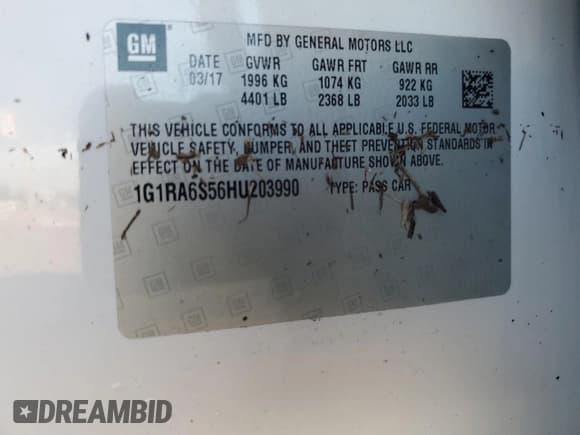 GM
MFD BY GENERAL MOTORS LLC
DATE GVWR GAWR FRT GAWR RR
03/17 1996 KG 1074 KG 922 KG
4401 LB 2368 LB 2033 LB
THIS VEHICLE CONFORMS TO ALL APPLICABLE U.S. FEDERAL MOTOR
VEHICLE SAFETY, BUMPER, AND THEFT PREVENTION STANDARDS IN
EFFECT ON THE DATE OF MANUFACTURE SHOWN ABOVE.
1G1RA6S56HU203990 TYPE: PASS CAR
DREAMBID